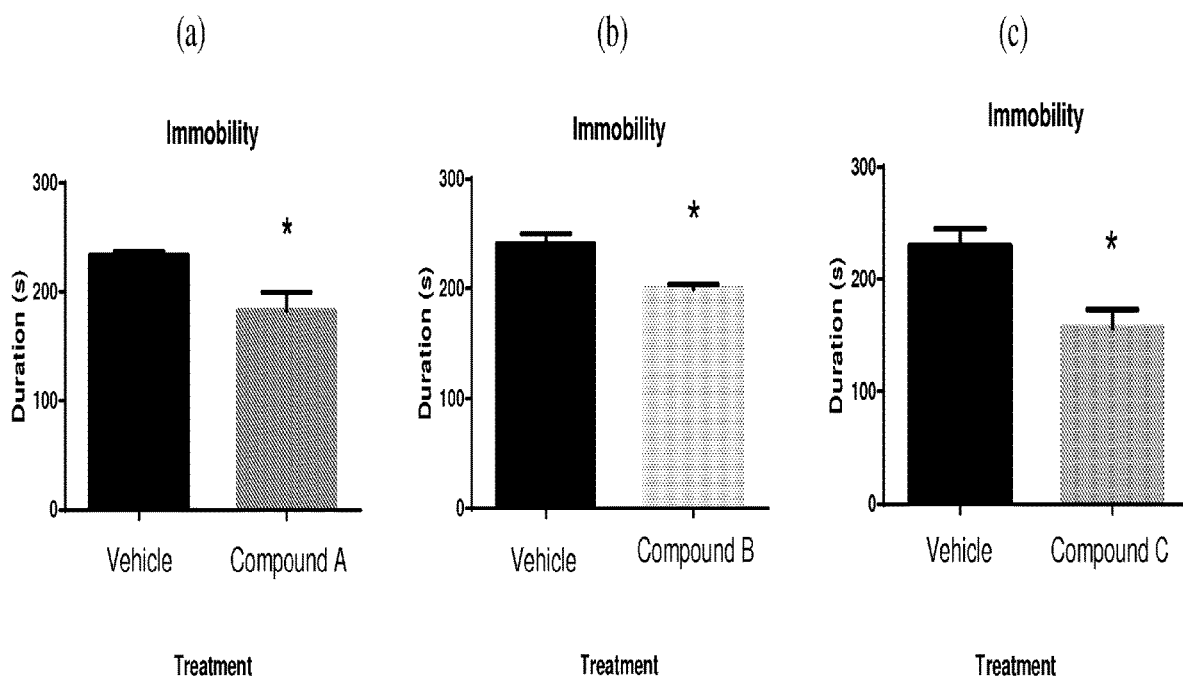 (a)
Immobility
300
200
100
0
Duration (s)
*
Vehicle Compound A
Treatment
(b)
Immobility
300
200
100
0
Duration (s)
*
Vehicle Compound B
Treatment
(c)
Immobility
300
200
100
0
Duration (s)
*
Vehicle Compound C
Treatment